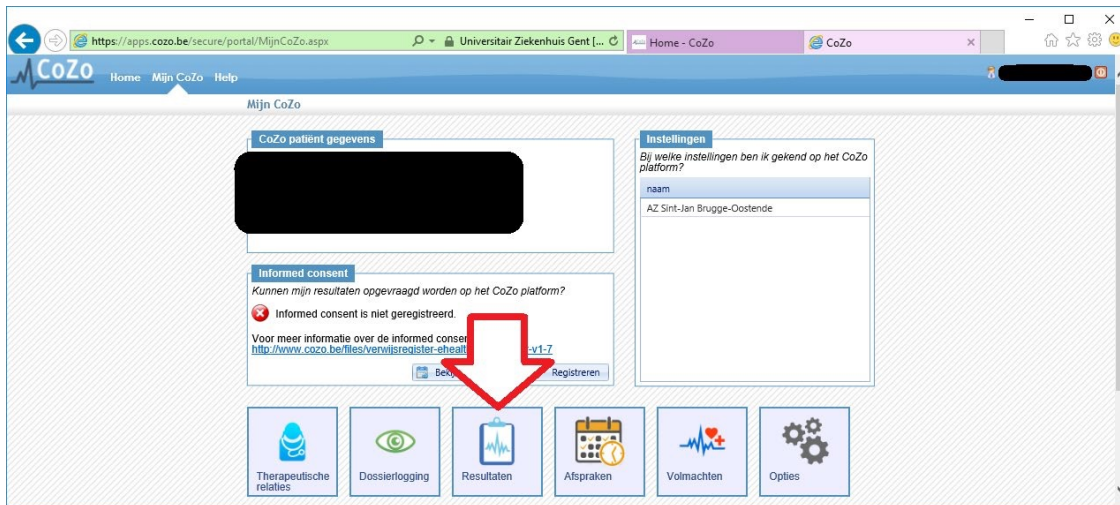 https://apps.cozo.be/secure/portal/MijnCoZo.aspx
Universitair Ziekenhuis Gent [...
Home - CoZo
CoZo
CoZo
Home Mijn CoZo Help
Mijn CoZo
CoZo patiënt gegevens
Instellingen
Bij welke instellingen ben ik gekend op het CoZo
platform?
naam
AZ Sint-Jan Brugge-Oostende
Informed consent
Kunnen mijn resultaten opgevraagd worden op het CoZo platform?
Informed consent is niet geregistreerd.
Voor meer informatie over de informed
http://www.cozo.be/files/verwijsregister-ehealt -v1-7
Registreren
Therapeutische
relaties
Dossierlogging
Resultaten
Afspraken
Volmachten
Opties